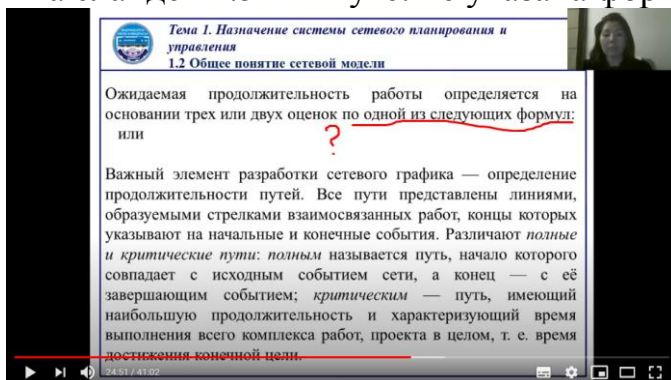 Тема 1. Назначение системы сетевого планирования и
управления
1.2 Общее понятие сетевой модели
Ожидаемая продолжительность работы определяется на
основании трех или двух оценок по одной из следующих формул:
или
?
Важный элемент разработки сетевого графика — определение
продолжительности путей. Все пути представлены линиями,
образуемыми стрелками взаимосвязанных работ, концы которых
указывают на начальные и конечные события. Различают полные
и критические пути: полным называется путь, начало которого
совпадает с исходным событием сети, а конец — с её
завершающим событием; критическим — путь, имеющий
наибольшую продолжительность и характеризующий время
выполнения всего комплекса работ, проекта в целом, т. е. время
достижения конечной цели.
24:51 / 41:02